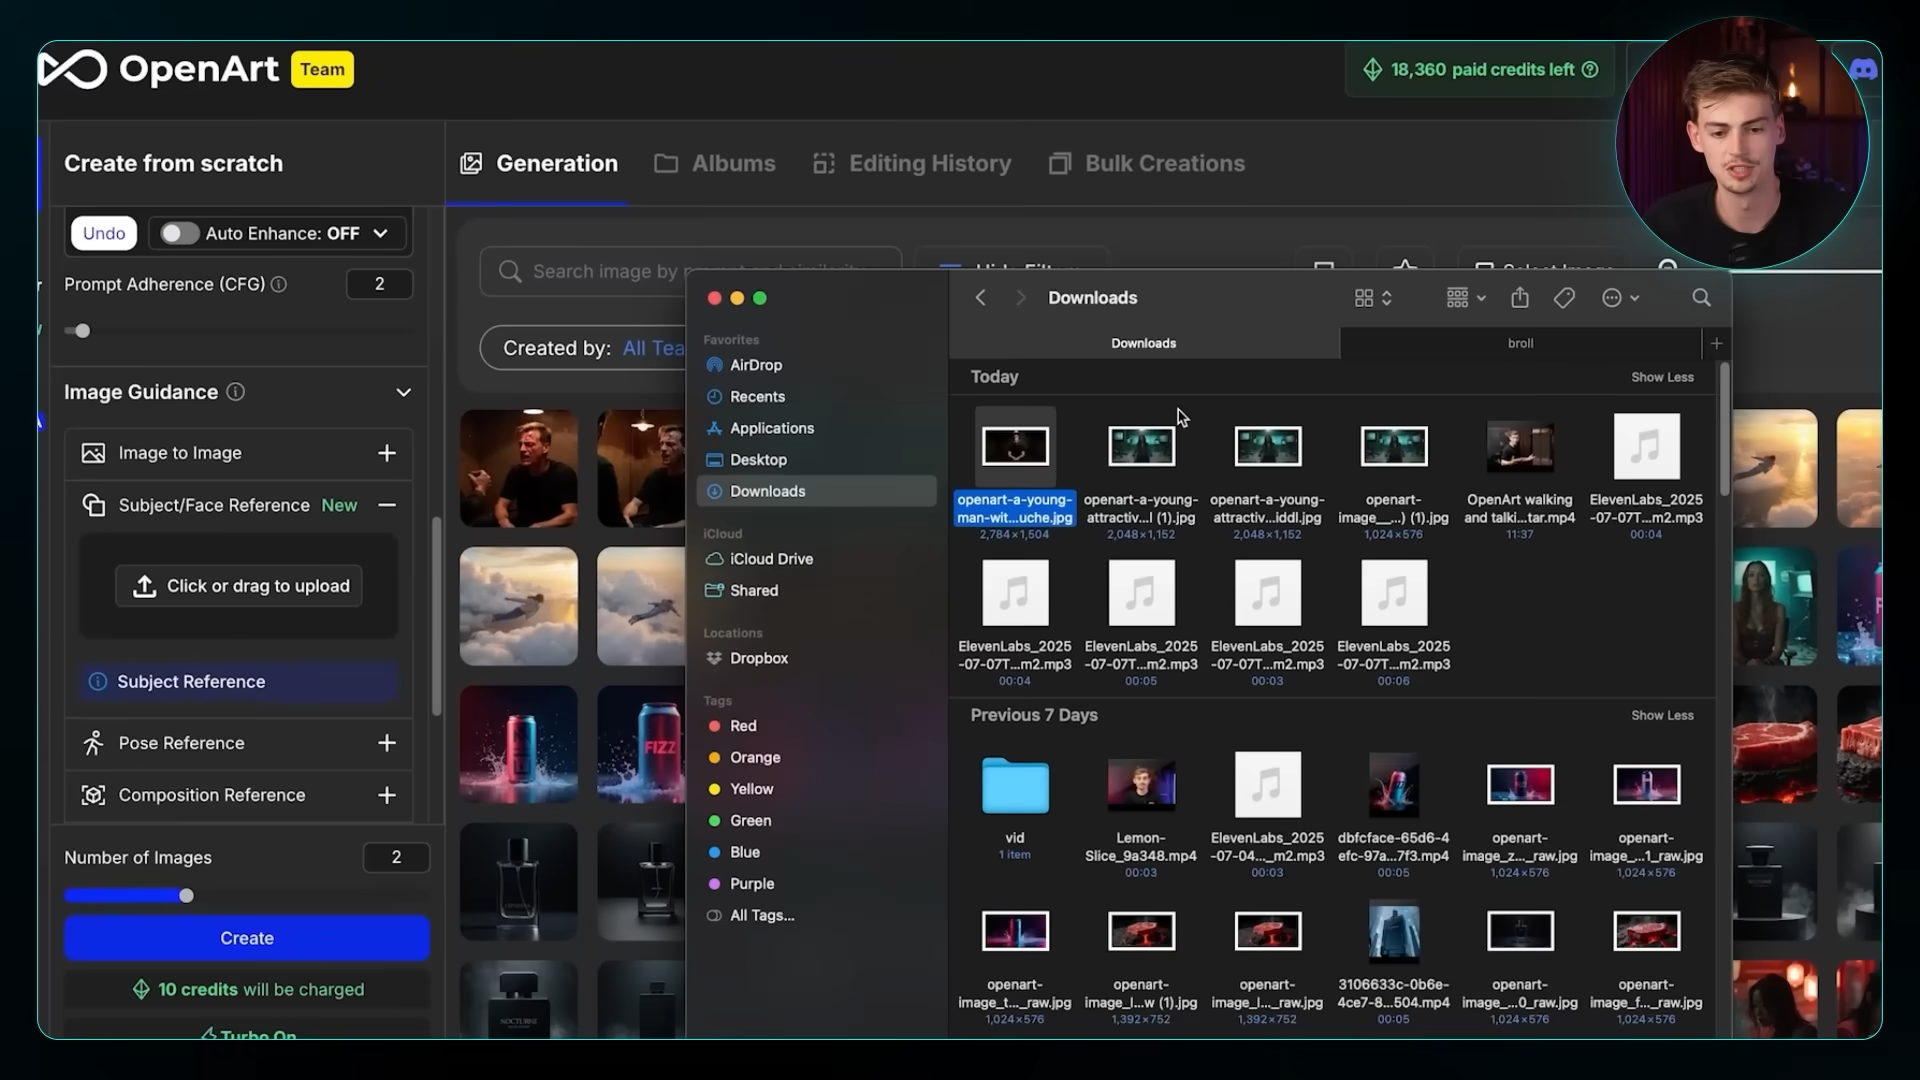 OpenArt Team
18,360 paid credits left
Create from scratch
Generation
Albums
Editing History
Bulk Creations
Undo
Auto Enhance: OFF
Prompt Adherence (CFG)
2
Search image by
Created by: All Tea
Image Guidance
Image to Image
Subject/Face Reference New
Click or drag to upload
Subject Reference
Pose Reference
Composition Reference
Number of Images
2
Create
10 credits will be charged
Turbo On
Favorites
AirDrop
Recents
Applications
Desktop
Downloads
iCloud
iCloud Drive
Shared
Locations
Dropbox
Tags
Red
Orange
Yellow
Green
Blue
Purple
All Tags...
Downloads
Downloads
broll
Today
Show Less
openart-a-young-
man-wit...uche.jpg
2,784×1,504
openart-a-young-
attractiv...l (1).jpg
2,048×1,152
openart-a-young-
attractiv...iddl.jpg
2,048×1,152
openart-
image__...) (1).jpg
1,024×576
OpenArt walking
and talki...tar.mp4
11:37
ElevenLabs_2025
-07-07T...m2.mp3
00:04
ElevenLabs_2025
-07-07T...m2.mp3
00:04
ElevenLabs_2025
-07-07T...m2.mp3
00:05
ElevenLabs_2025
-07-07T...m2.mp3
00:03
ElevenLabs_2025
-07-07T...m2.mp3
00:06
Previous 7 Days
Show Less
vid
1 item
Lemon-
Slice_9a348.mp4
00:03
ElevenLabs_2025
-07-04..._m2.mp3
00:03
dbfcface-65d6-4
efc-97a...7f3.mp4
00:05
openart-
image_z..._raw.jpg
1,024×576
openart-
image_...1_raw.jpg
1,024×576
openart-
image_t..._raw.jpg
1,024×576
openart-
image_l...w (1).jpg
1,392×752
openart-
image_l..._raw.jpg
1,392×752
3106633c-0b6e-
4ce7-8...504.mp4
00:05
openart-
image_...0_raw.jpg
1,024×576
openart-
image_f..._raw.jpg
1,024×576
FIZZ
NOCTURNE